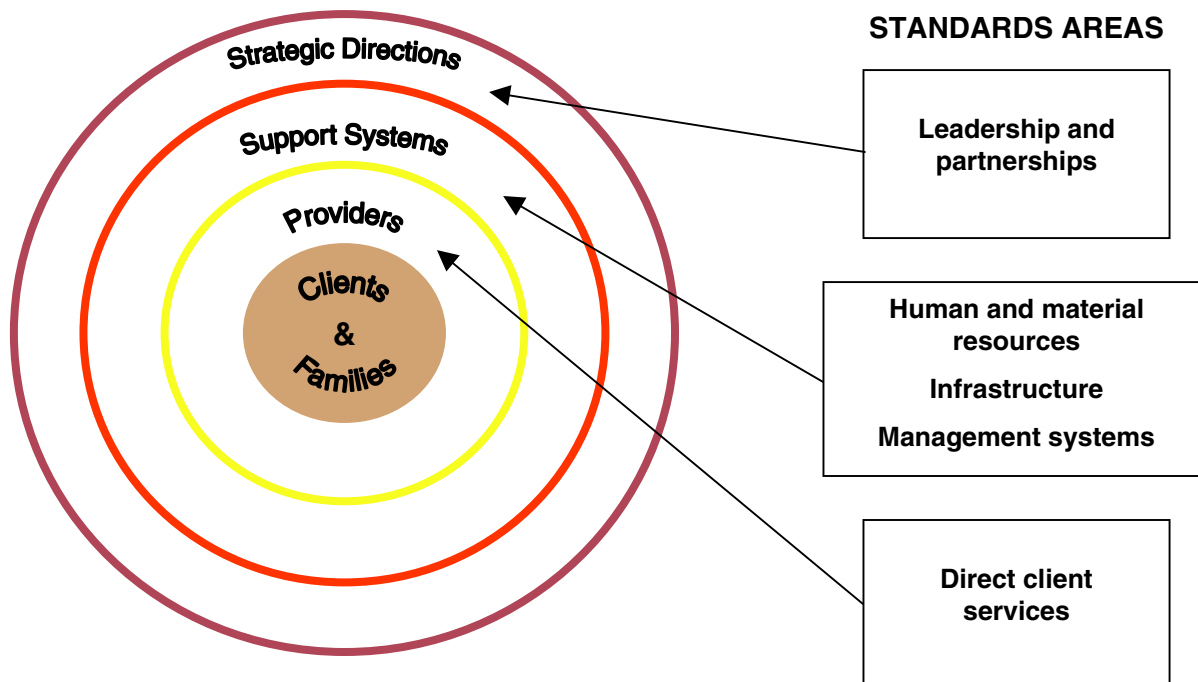 STANDARDS AREAS
Strategic Directions
Support Systems
Providers
Clients
&
Families
Leadership and
partnerships
Human and material
resources
Infrastructure
Management systems
Direct client
services